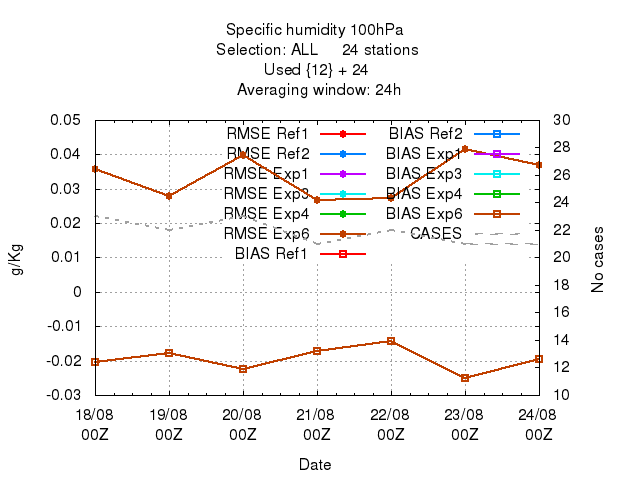 Specific humidity 100hPa
Selection: ALL 24 stations
Used {12} + 24
Averaging window: 24h
0.05
0.04
0.03
0.02
0.01
0
-0.01
-0.02
-0.03
g/Kg
RMSE Ref1
RMSE Ref2
RMSE Exp1
RMSE Exp3
RMSE Exp4
RMSE Exp6
BIAS Ref1
BIAS Ref2
BIAS Exp1
BIAS Exp3
BIAS Exp4
BIAS Exp6
CASES
30
28
26
24
22
20
18
16
14
12
10
No cases
18/08 19/08 20/08 21/08 22/08 23/08 24/08
00Z 00Z 00Z 00Z 00Z 00Z 00Z
Date